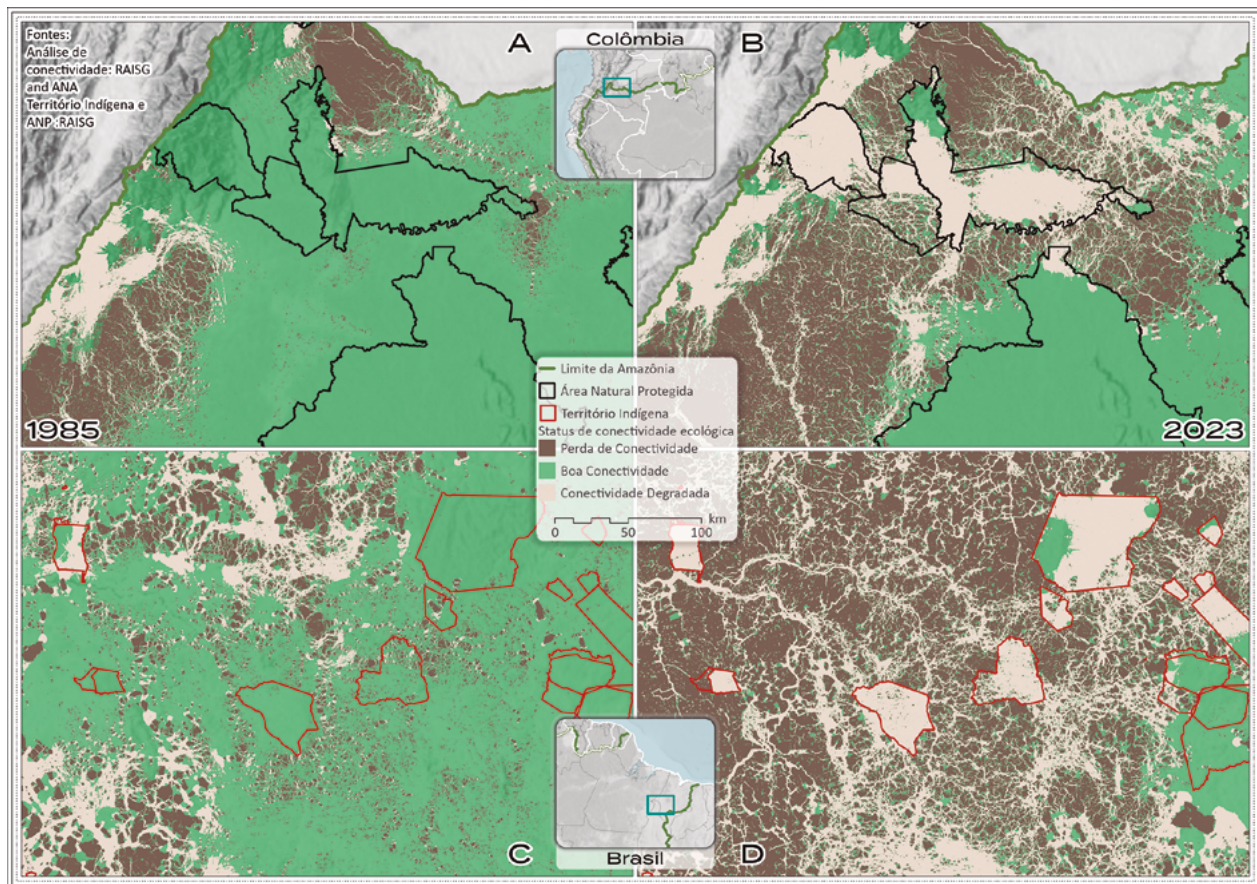 Fontes:
Análise de
conectividade: RAISG
and ANA
Território Indígena e
ANP :RAISG
A
Colômbia
B
1985
2023
Limite da Amazônia
Área Natural Protegida
Território Indígena
Status de conectividade ecológica
Perda de Conectividade
Boa Conectividade
Conectividade Degradada
km
0 50 100
C
Brasil
D